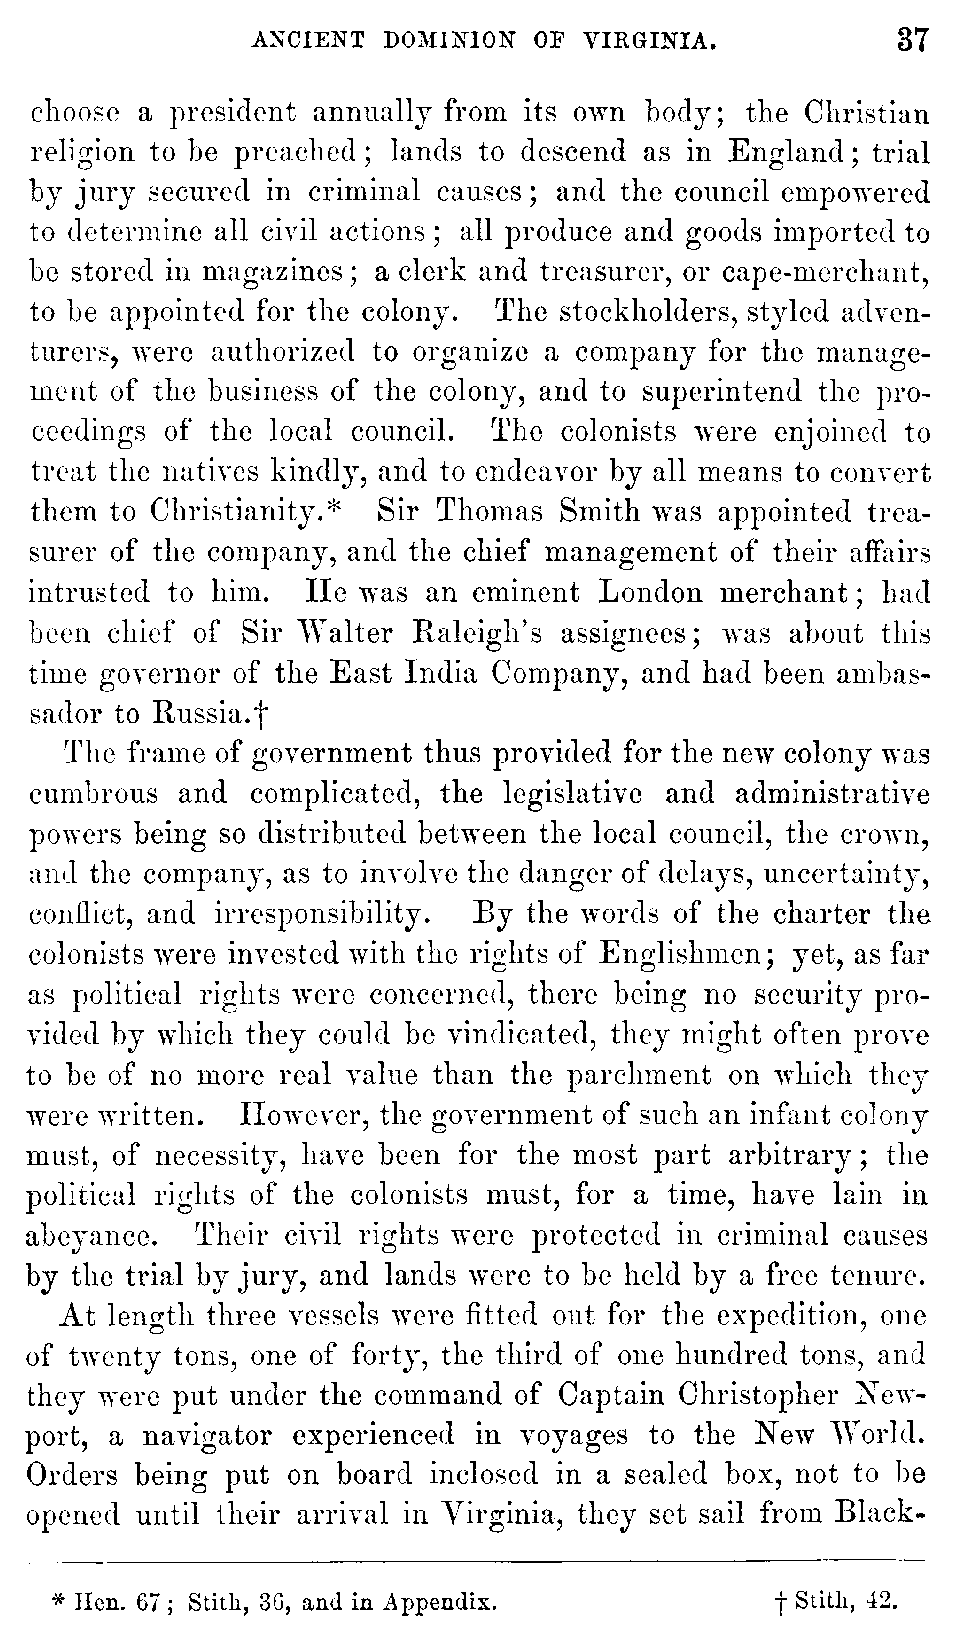 ANCIENT DOMINION OF VIRGINIA. 37
choose a president annually from its own body; the Christian
religion to be preached; lands to descend as in England; trial
by jury secured in criminal causes; and the council empowered
to determine all civil actions; all produce and goods imported to
be stored in magazines; a clerk and treasurer, or cape-merchant,
to be appointed for the colony. The stockholders, styled adven-
turers, were authorized to organize a company for the manage-
ment of the business of the colony, and to superintend the pro-
ceedings of the local council. The colonists were enjoined to
treat the natives kindly, and to endeavor by all means to convert
them to Christianity.* Sir Thomas Smith was appointed trea-
surer of the company, and the chief management of their affairs
intrusted to him. He was an eminent London merchant; had
been chief of Sir Walter Raleigh's assignees; was about this
time governor of the East India Company, and had been ambas-
sador to Russia.†
The frame of government thus provided for the new colony was
cumbrous and complicated, the legislative and administrative
powers being so distributed between the local council, the crown,
and the company, as to involve the danger of delays, uncertainty,
conflict, and irresponsibility. By the words of the charter the
colonists were invested with the rights of Englishmen; yet, as far
as political rights were concerned, there being no security pro-
vided by which they could be vindicated, they might often prove
to be of no more real value than the parchment on which they
were written. However, the government of such an infant colony
must, of necessity, have been for the most part arbitrary; the
political rights of the colonists must, for a time, have lain in
abeyance. Their civil rights were protected in criminal causes
by the trial by jury, and lands were to be held by a free tenure.
At length three vessels were fitted out for the expedition, one
of twenty tons, one of forty, the third of one hundred tons, and
they were put under the command of Captain Christopher New-
port, a navigator experienced in voyages to the New World.
Orders being put on board inclosed in a sealed box, not to be
opened until their arrival in Virginia, they set sail from Black-
* Hen. 67; Stith, 36, and in Appendix. † Stith, 42.